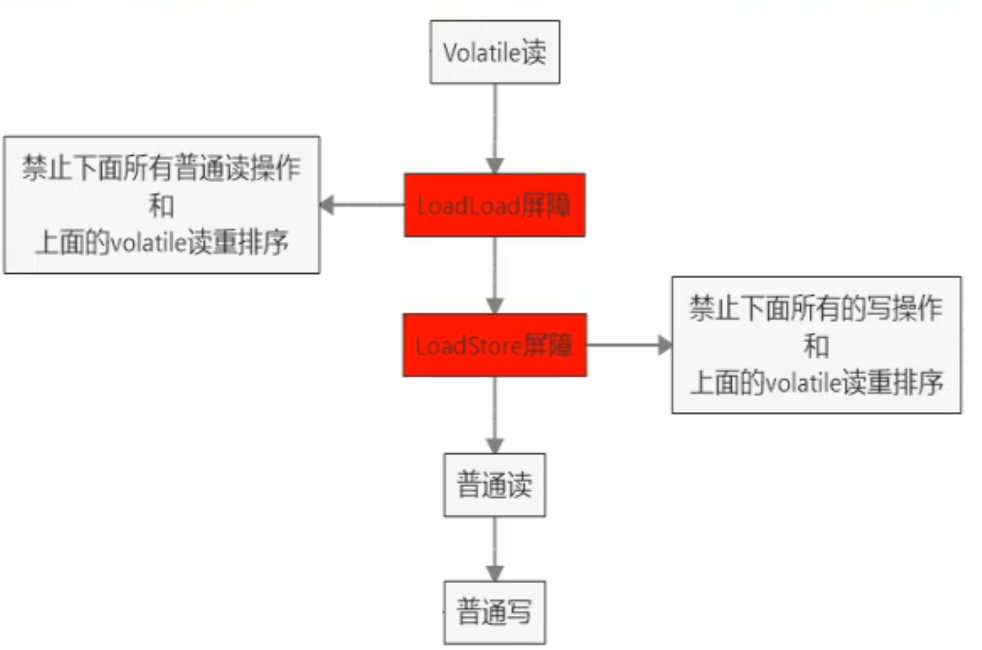 Volatile读
禁止下面所有普通读操作
和
上面的volatile读重排序
LoadLoad屏障
LoadStore屏障
禁止下面所有的写操作
和
上面的volatile读重排序
普通读
普通写